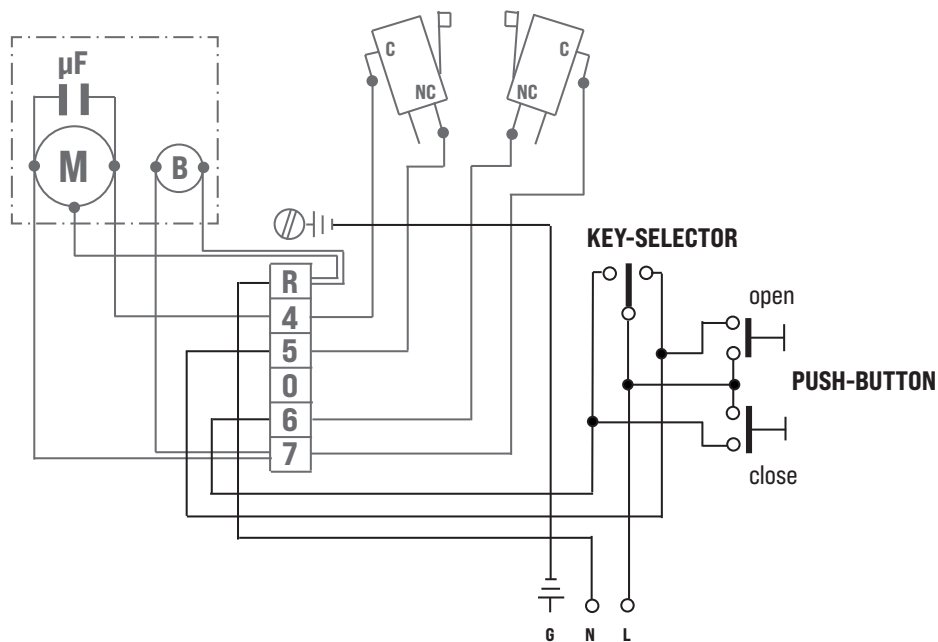 µF
M
B
C
NC
C
NC
R
4
5
0
6
7
KEY-SELECTOR
open
PUSH-BUTTON
close
G N L